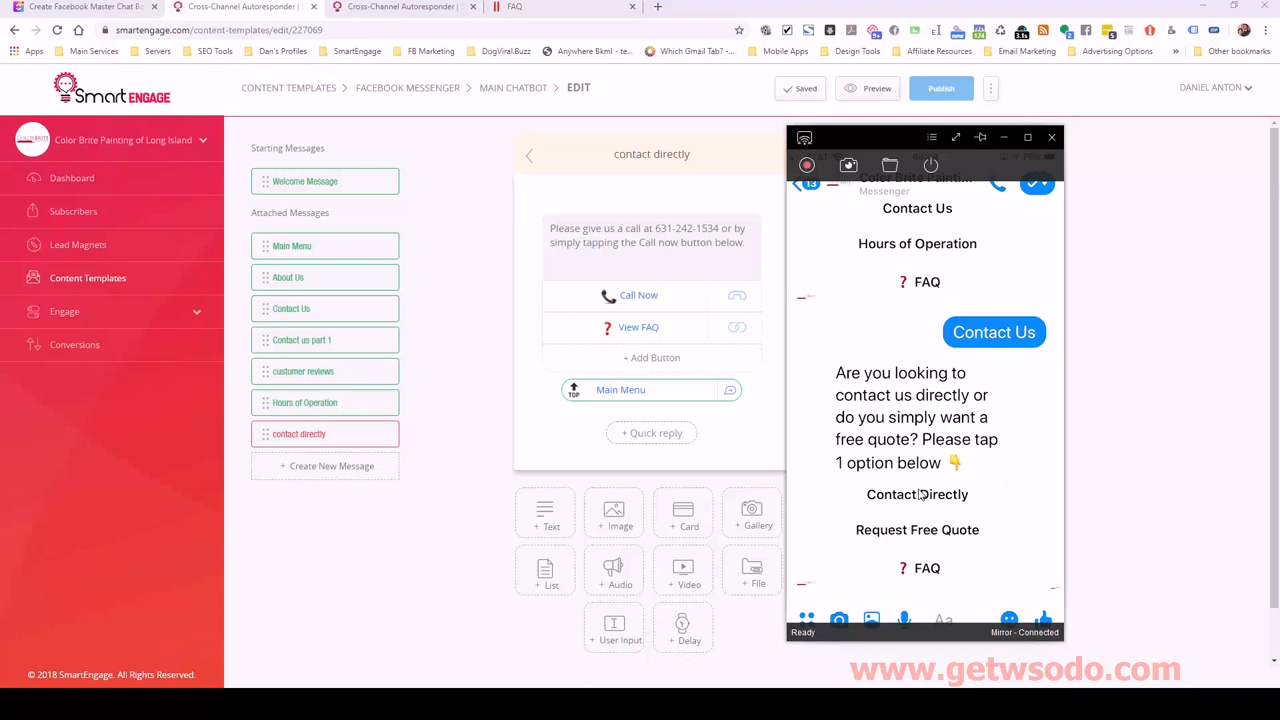 Create Facebook Master Chat Bo
Cross-Channel Autoresponder |
Cross-Channel Autoresponder |
FAQ
smartengage.com/content-templates/edit/227069
Apps
Main Services
Servers
SEO Tools
Dan's Profiles
SmartEngage
FB Marketing
DogViral.Buzz
Anywhere Bkml - te...
Which Gmail Tab? -...
Mobile Apps
Design Tools
Affiliate Resources
Email Marketing
Advertising Options
Other bookmarks
Smart ENGAGE
CONTENT TEMPLATES
FACEBOOK MESSENGER
MAIN CHATBOT
EDIT
Saved
Preview
Publish
DANIEL ANTON
Color Brite Painting of Long Island
Dashboard
Subscribers
Lead Magnets
Content Templates
Engage
Conversions
© 2018 SmartEngage. All Rights Reserved.
Starting Messages
Welcome Message
Attached Messages
Main Menu
About Us
Contact Us
Contact us part 1
customer reviews
Hours of Operation
contact directly
+ Create New Message
contact directly
Please give us a call at 631-242-1534 or by
simply tapping the Call now button below.
Call Now
View FAQ
+ Add Button
TOP
Main Menu
+ Quick reply
+ Text
+ Image
+ Card
+ Gallery
+ List
+ Audio
+ Video
+ File
+ User Input
+ Delay
13
Color Brite Painti...
Messenger
Contact Us
Hours of Operation
❓ FAQ
Contact Us
Are you looking to
contact us directly or
do you simply want a
free quote? Please tap
1 option below 👇
Contact Directly
Request Free Quote
❓ FAQ
Aa
Ready
Mirror - Connected
www.getwsodo.com